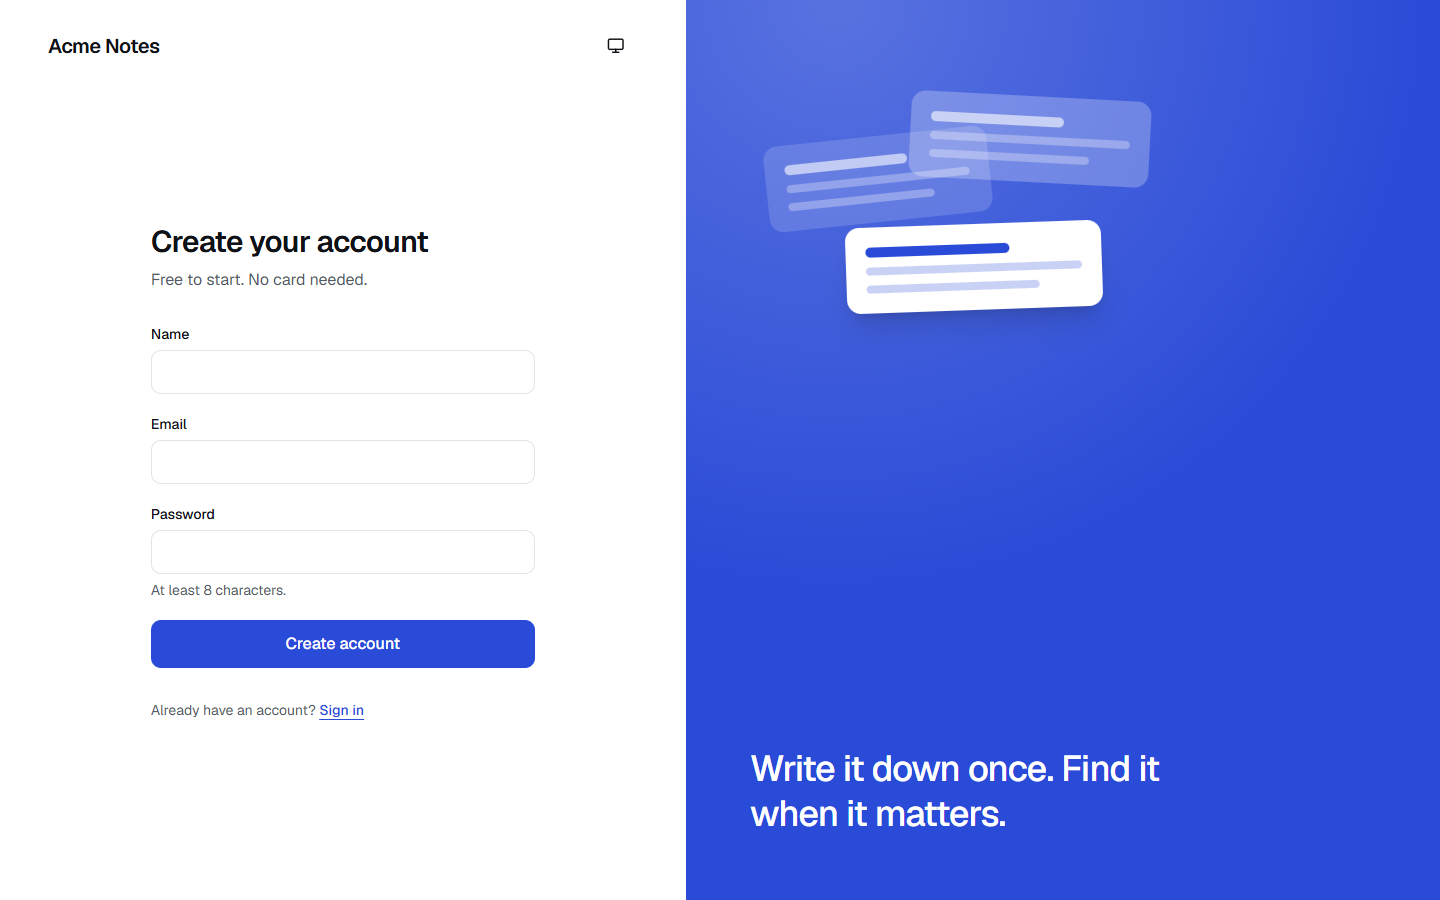 Acme Notes
Create your account
Free to start. No card needed.
Name
Email
Password
At least 8 characters.
Create account
Already have an account? Sign in
Write it down once. Find it
when it matters.